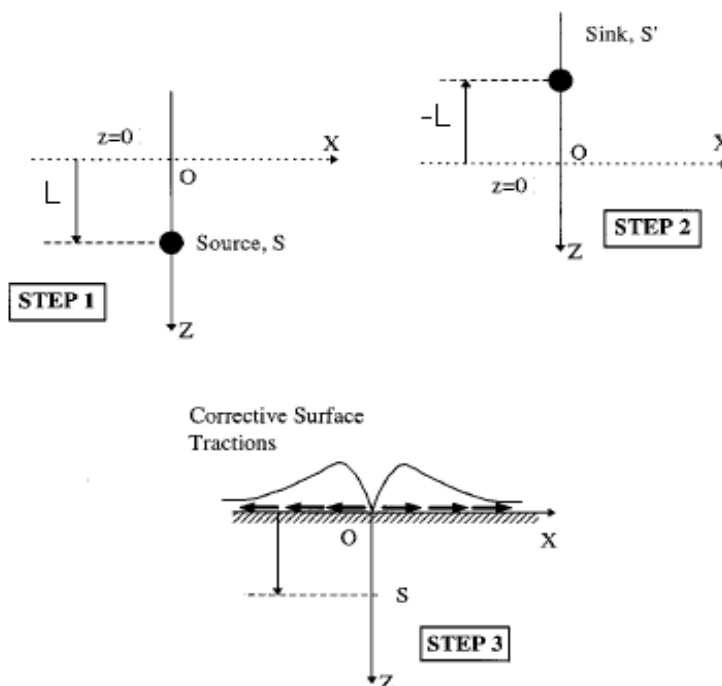 z=0
X
L
O
Source, S
STEP 1
Z
Sink, S'
-L
X
O
z=0
STEP 2
Z
Corrective Surface
Tractions
O
X
S
STEP 3
Z